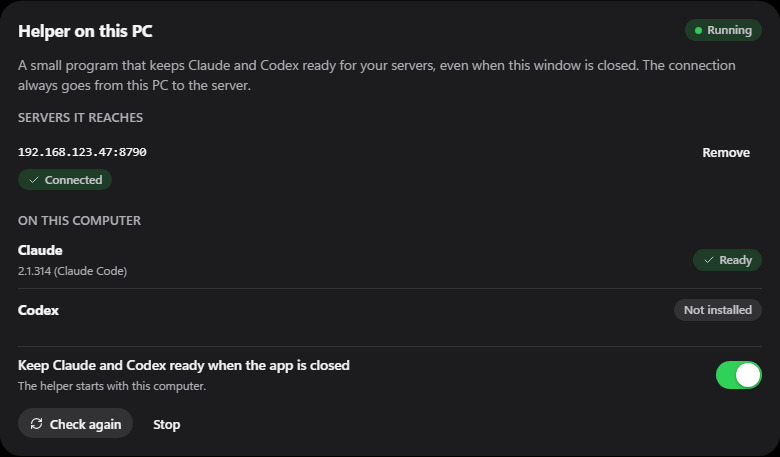 Helper on this PC
Running
A small program that keeps Claude and Codex ready for your servers, even when this window is closed. The connection
always goes from this PC to the server.
SERVERS IT REACHES
192.168.123.47:8790
Remove
Connected
ON THIS COMPUTER
Claude
2.1.314 (Claude Code)
Ready
Codex
Not installed
Keep Claude and Codex ready when the app is closed
The helper starts with this computer.
Check again
Stop